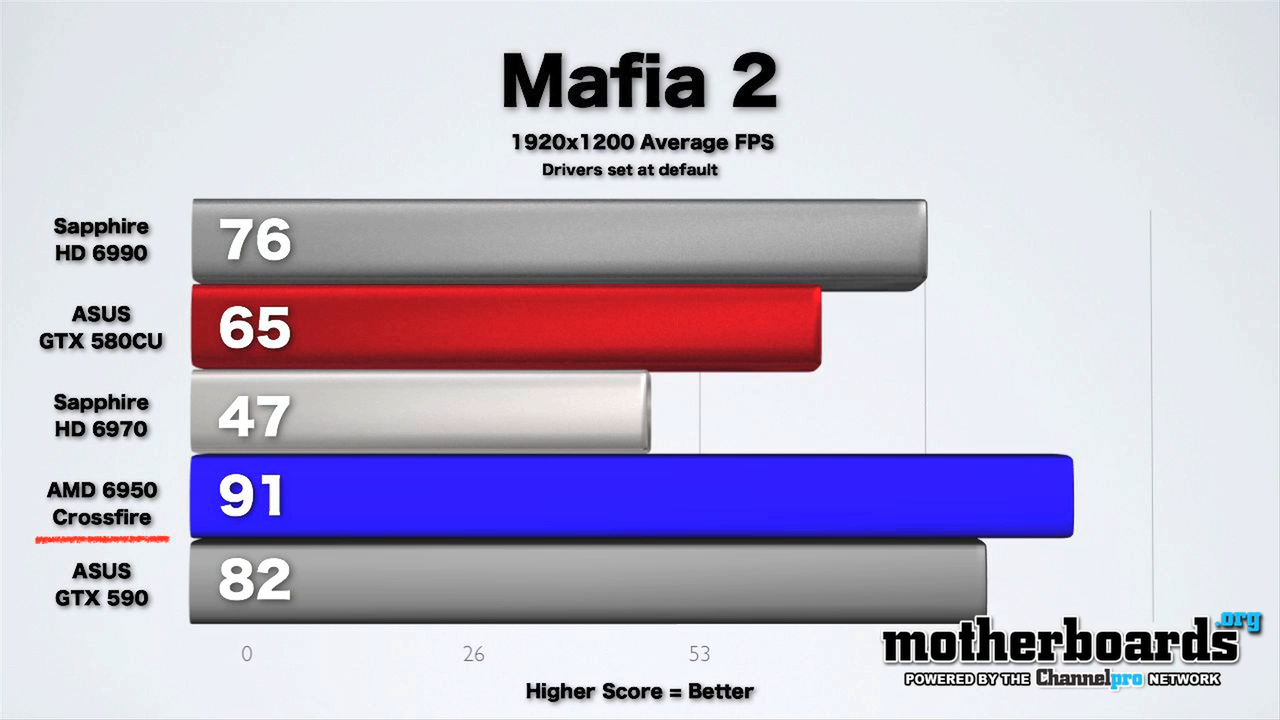 Mafia 2
1920x1200 Average FPS
Drivers set at default
Sapphire
HD 6990
76
ASUS
GTX 580CU
65
Sapphire
HD 6970
47
AMD 6950
Crossfire
91
ASUS
GTX 590
82
0 26 53
Higher Score = Better
motherboards.org
POWERED BY THE Channelpro NETWORK